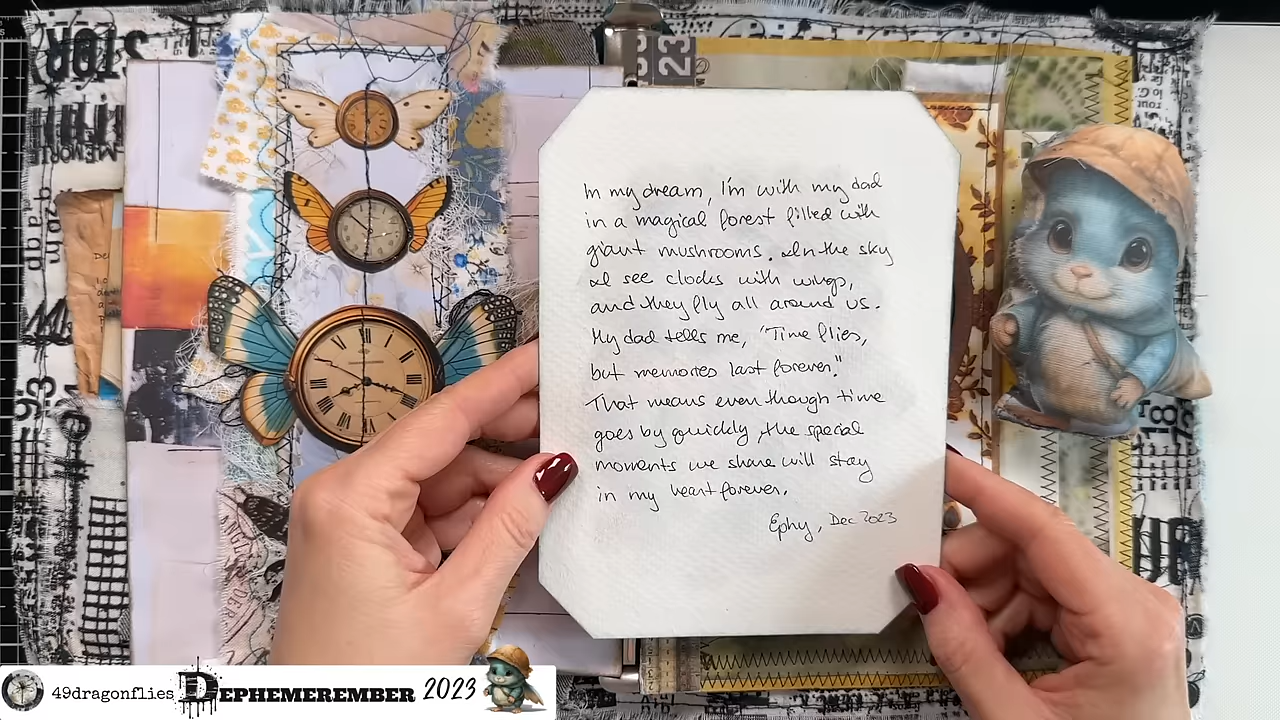 In my dream, I'm with my dad
in a magical forest filled with
giant mushrooms. In the sky
I see clocks with wings,
and they fly all around us.
My dad tells me, "Time flies,
but memories last forever."
That means even though time
goes by quickly, the special
moments we share will stay
in my heart forever.
Ephy, Dec 2023
23
MEMORIE
49dragonflies DEPHEMEREMBER 2023